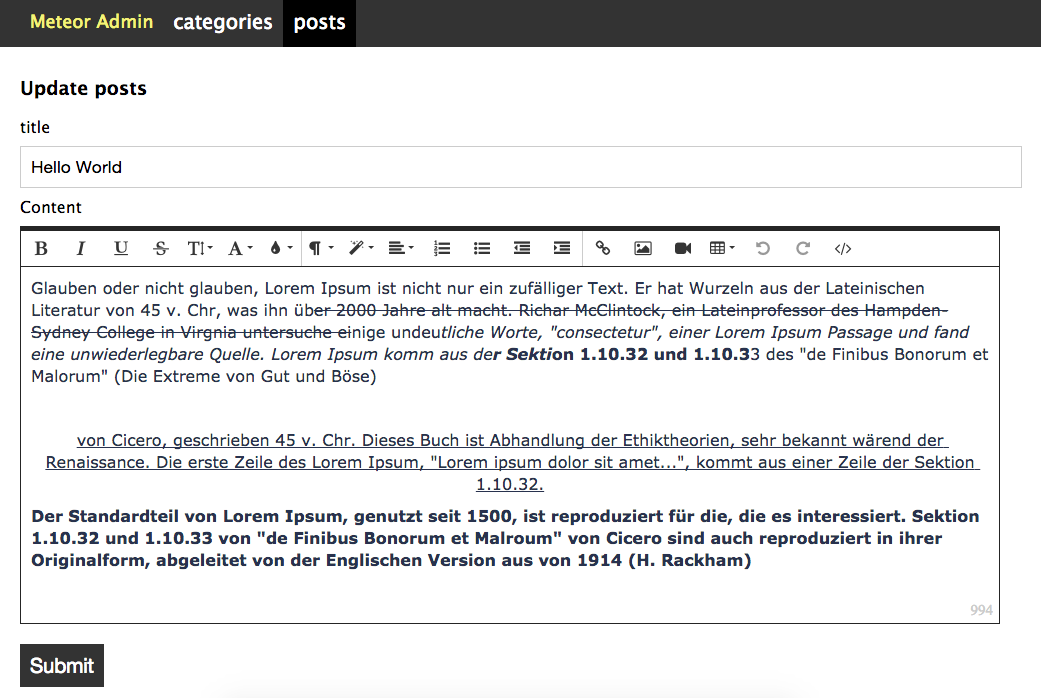 Meteor Admin categories posts
Update posts
title
Hello World
Content
Glauben oder nicht glauben, Lorem Ipsum ist nicht nur ein zufälliger Text. Er hat Wurzeln aus der Lateinischen
Literatur von 45 v. Chr, was ihn über 2000 Jahre alt macht. Richar McClintock, ein Lateinprofessor des Hampden-
Sydney College in Virgnia untersuche einige undeutliche Worte, "consectetur", einer Lorem Ipsum Passage und fand
eine unwiederlegbare Quelle. Lorem Ipsum komm aus der Sektion 1.10.32 und 1.10.33 des "de Finibus Bonorum et
Malorum" (Die Extreme von Gut und Böse)
von Cicero, geschrieben 45 v. Chr. Dieses Buch ist Abhandlung der Ethiktheorien, sehr bekannt wärend der
Renaissance. Die erste Zeile des Lorem Ipsum, "Lorem ipsum dolor sit amet...", kommt aus einer Zeile der Sektion
1.10.32.
Der Standardteil von Lorem Ipsum, genutzt seit 1500, ist reproduziert für die, die es interessiert. Sektion
1.10.32 und 1.10.33 von "de Finibus Bonorum et Malroum" von Cicero sind auch reproduziert in ihrer
Originalform, abgeleitet von der Englischen Version aus von 1914 (H. Rackham)
994
Submit